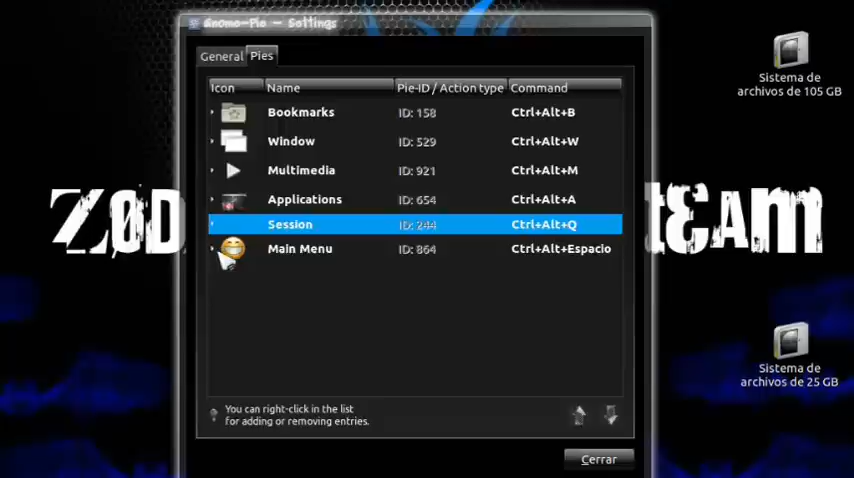 Gnome-Pie – Settings
General Pies
Icon Name Pie-ID / Action type Command
Bookmarks ID: 158 Ctrl+Alt+B
Window ID: 529 Ctrl+Alt+W
Multimedia ID: 921 Ctrl+Alt+M
Applications ID: 654 Ctrl+Alt+A
Session ID: 244 Ctrl+Alt+Q
Main Menu ID: 864 Ctrl+Alt+Espacio
You can right-click in the list
for adding or removing entries.
Cerrar
Sistema de
archivos de 105 GB
Sistema de
archivos de 25 GB